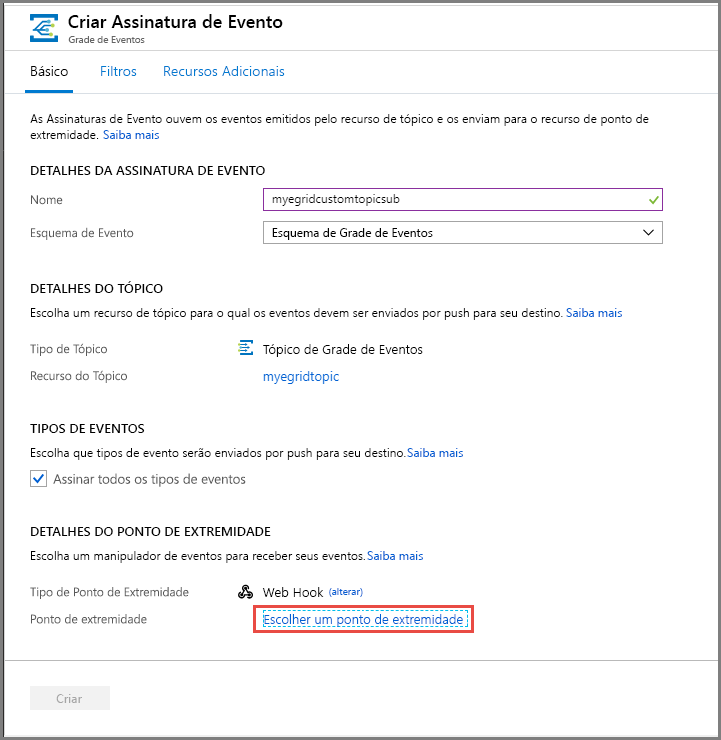 Criar Assinatura de Evento
Grade de Eventos
Básico Filtros Recursos Adicionais
As Assinaturas de Evento ouvem os eventos emitidos pelo recurso de tópico e os enviam para o recurso de ponto de
extremidade. Saiba mais
DETALHES DA ASSINATURA DE EVENTO
Nome myegridcustomtopicsub
Esquema de Evento Esquema de Grade de Eventos
DETALHES DO TÓPICO
Escolha um recurso de tópico para o qual os eventos devem ser enviados por push para seu destino. Saiba mais
Tipo de Tópico Tópico de Grade de Eventos
Recurso do Tópico myegridtopic
TIPOS DE EVENTOS
Escolha que tipos de evento serão enviados por push para seu destino. Saiba mais
Assinar todos os tipos de eventos
DETALHES DO PONTO DE EXTREMIDADE
Escolha um manipulador de eventos para receber seus eventos. Saiba mais
Tipo de Ponto de Extremidade Web Hook (alterar)
Ponto de extremidade Escolher um ponto de extremidade
Criar